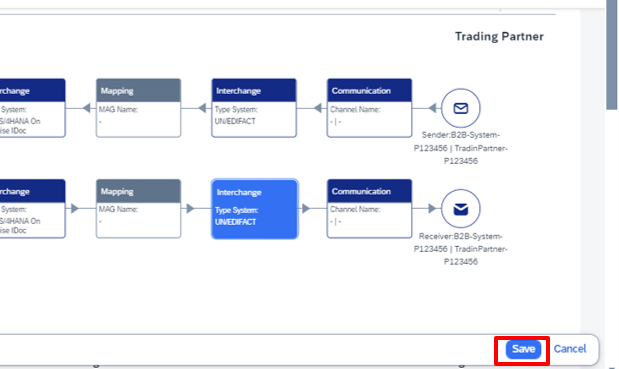 Trading Partner
rchange
Mapping
Interchange
Communication
System:
MAG Name:
Type System:
Channel Name:
S/4HANA On
-
UN/EDIFACT
- | -
ise IDoc
Sender:B2B-System-
P123456 | TradinPartner-
P123456
rchange
Mapping
Interchange
Communication
System:
MAG Name:
Type System:
Channel Name:
S/4HANA On
-
UN/EDIFACT
- | -
ise IDoc
Receiver:B2B-System-
P123456 | TradinPartner-
P123456
Save
Cancel